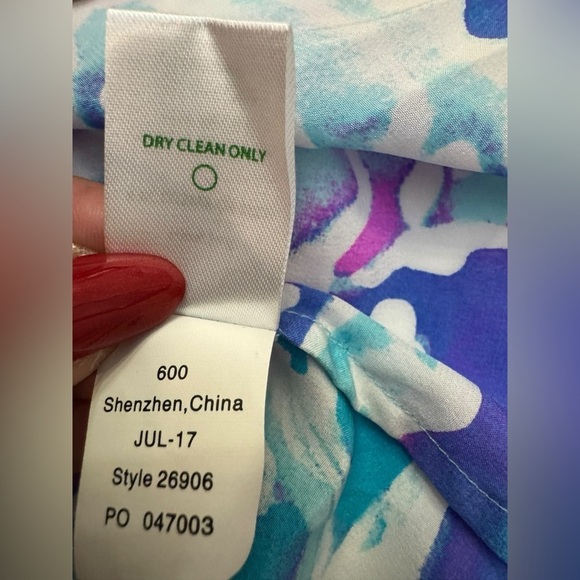 DRY CLEAN ONLY
600
Shenzhen,China
JUL-17
Style 26906
PO 047003